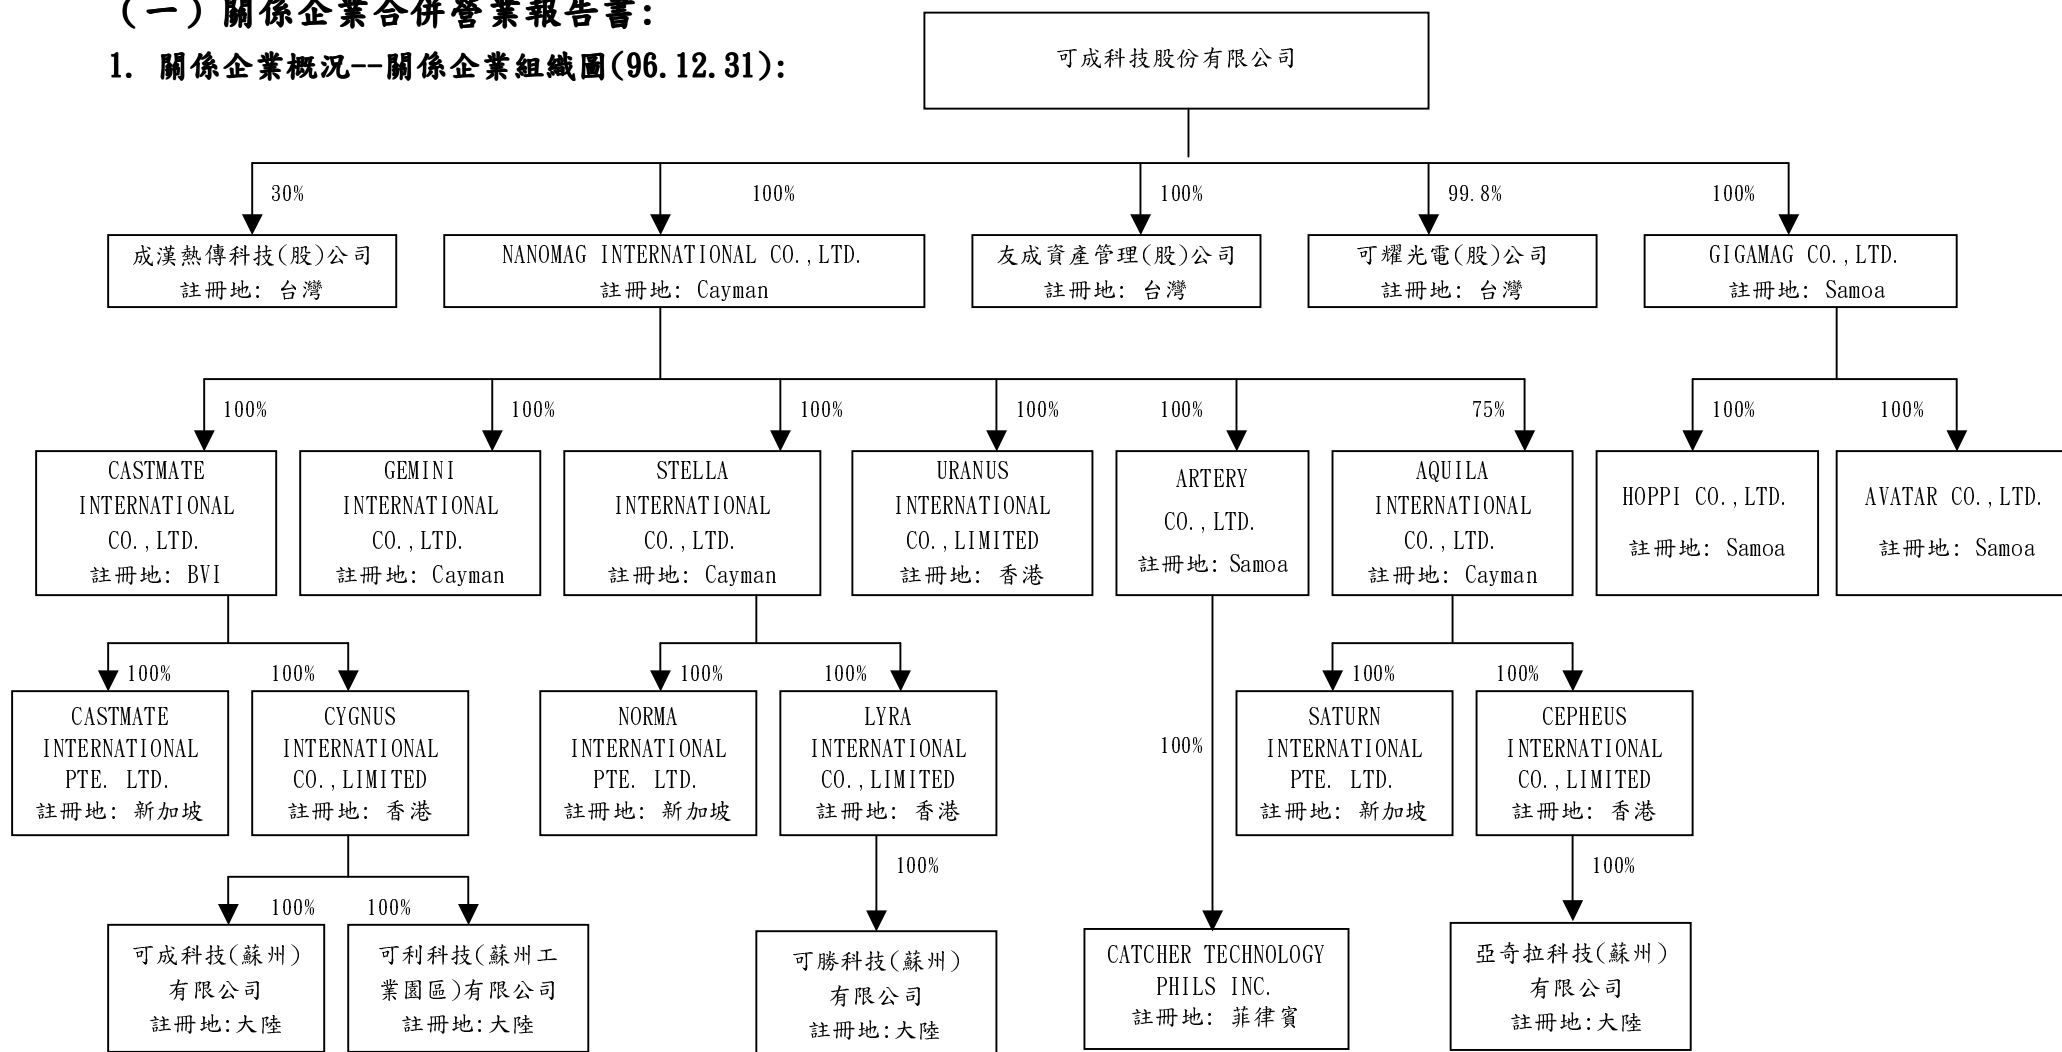 (一)關係企業合併營業報告書:
1. 關係企業概況--關係企業組織圖(96.12.31):
可成科技股份有限公司
30%
100%
100%
99.8%
100%
成漢熱傳科技(股)公司
註冊地: 台灣
NANOMAG INTERNATIONAL CO.,LTD.
註冊地: Cayman
友成資產管理(股)公司
註冊地: 台灣
可耀光電(股)公司
註冊地: 台灣
GIGAMAG CO.,LTD.
註冊地: Samoa
100%
100%
100%
100%
100%
75%
100%
100%
CASTMATE
INTERNATIONAL
CO.,LTD.
註冊地: BVI
GEMINI
INTERNATIONAL
CO.,LTD.
註冊地: Cayman
STELLA
INTERNATIONAL
CO.,LTD.
註冊地: Cayman
URANUS
INTERNATIONAL
CO.,LIMITED
註冊地: 香港
ARTERY
CO.,LTD.
註冊地: Samoa
AQUILA
INTERNATIONAL
CO.,LTD.
註冊地: Cayman
HOPPI CO.,LTD.
註冊地: Samoa
AVATAR CO.,LTD.
註冊地: Samoa
100%
100%
100%
100%
100%
100%
CASTMATE
INTERNATIONAL
PTE. LTD.
註冊地: 新加坡
CYGNUS
INTERNATIONAL
CO.,LIMITED
註冊地: 香港
NORMA
INTERNATIONAL
PTE. LTD.
註冊地: 新加坡
LYRA
INTERNATIONAL
CO.,LIMITED
註冊地: 香港
100%
SATURN
INTERNATIONAL
PTE. LTD.
註冊地: 新加坡
CEPHEUS
INTERNATIONAL
CO.,LIMITED
註冊地: 香港
100%
100%
100%
100%
可成科技(蘇州)
有限公司
註冊地:大陸
可利科技(蘇州工
業園區)有限公司
註冊地:大陸
可勝科技(蘇州)
有限公司
註冊地:大陸
CATCHER TECHNOLOGY
PHILS INC.
註冊地: 菲律賓
亞奇拉科技(蘇州)
有限公司
註冊地:大陸